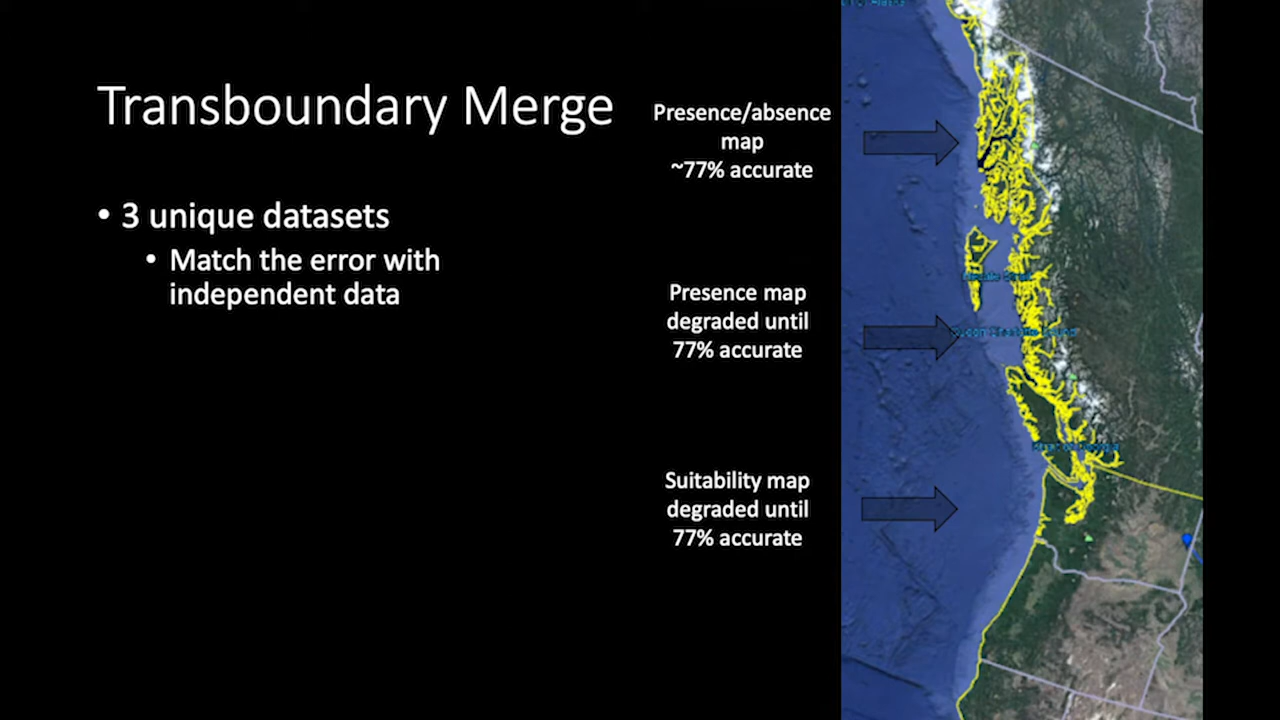 Transboundary Merge
• 3 unique datasets
• Match the error with
independent data
Presence/absence
map
~77% accurate
Presence map
degraded until
77% accurate
Suitability map
degraded until
77% accurate